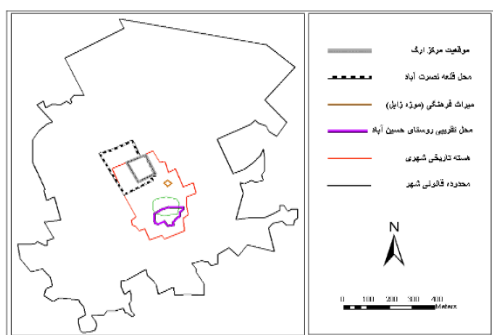 موقعیت مرکز ارگ
محل قلعه نصرت آباد
میراث فرهنگی (موزه زابل)
محل تقریبی روستای حسین آباد
هسته تاریخی شهری
محدوده قانونی شهر
N
0 100 200 300 400
Meters